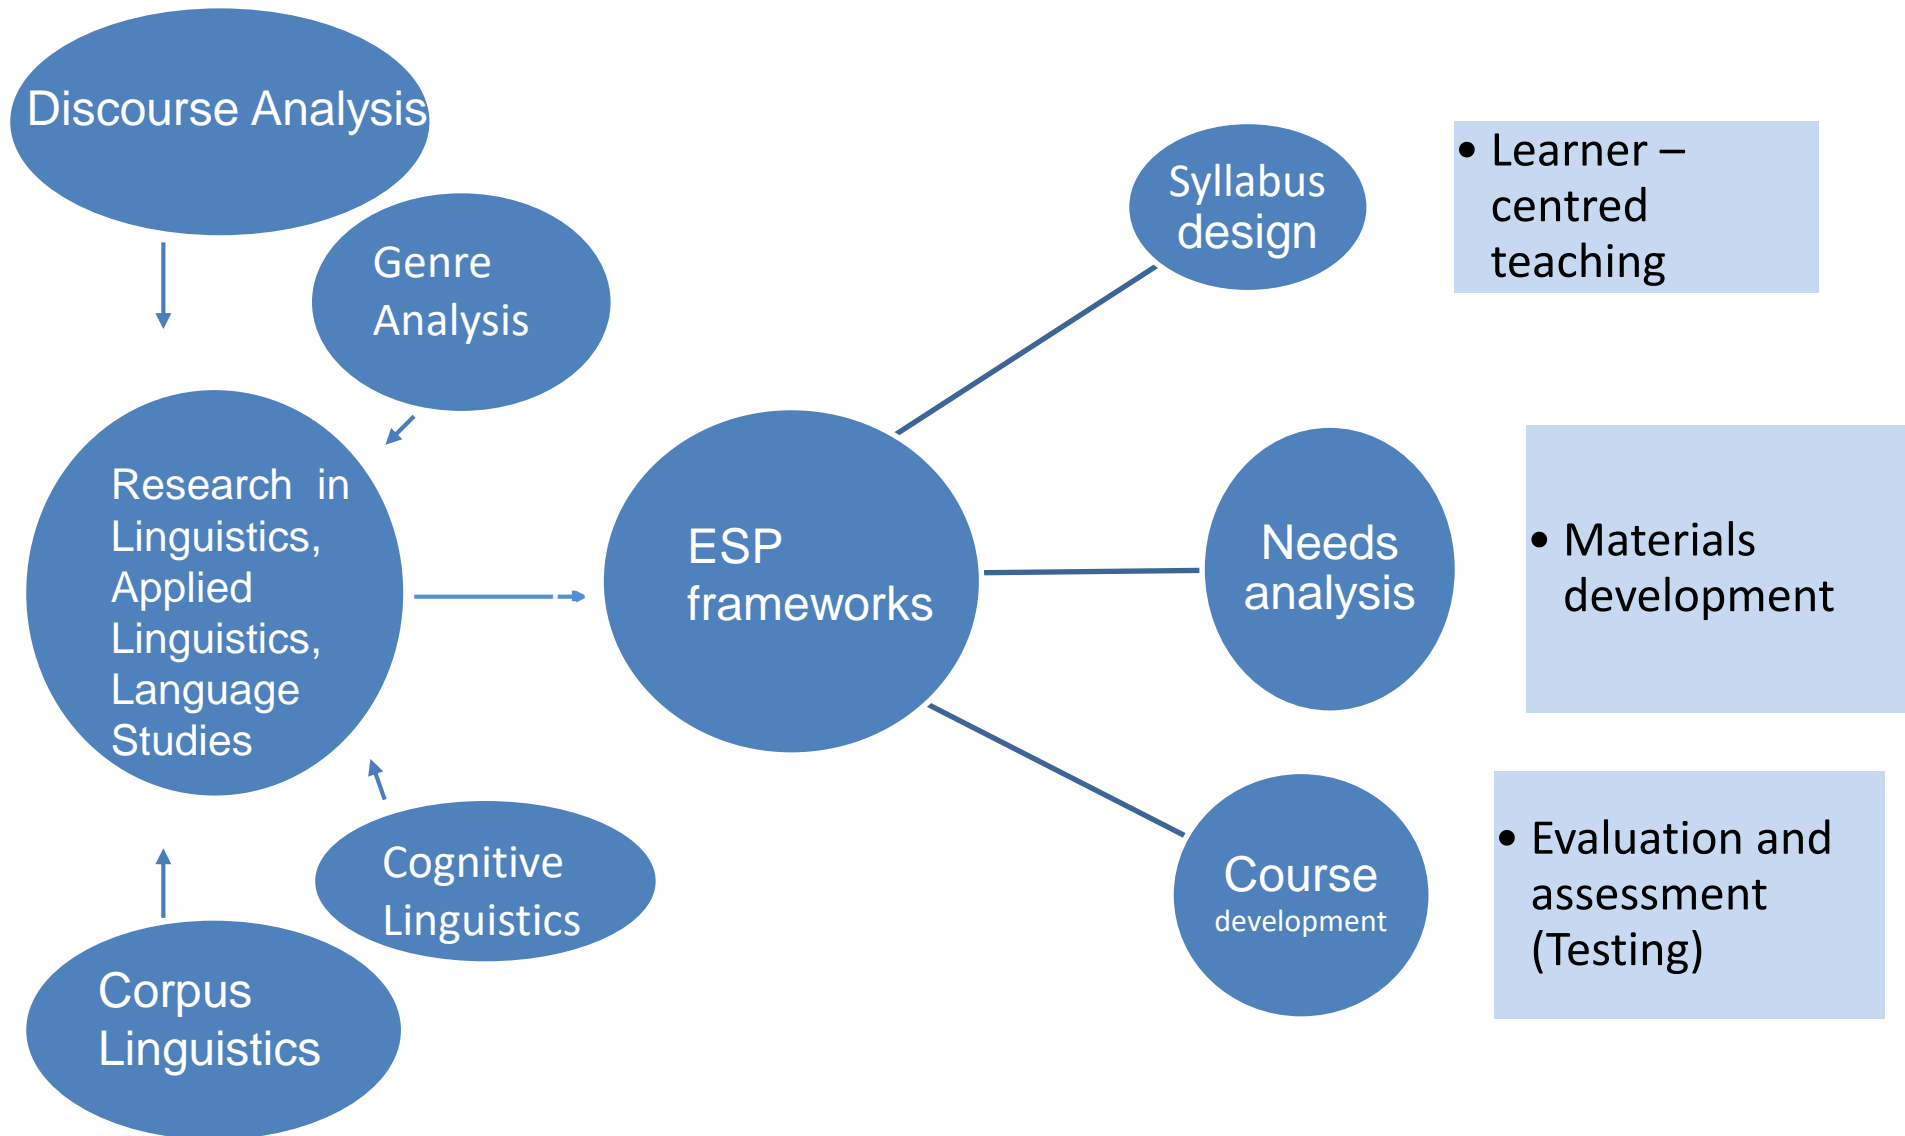 Discourse Analysis
Genre
Analysis
Research in
Linguistics,
Applied
Linguistics,
Language
Studies
Cognitive
Linguistics
Corpus
Linguistics
ESP
frameworks
Syllabus
design
• Learner –
centred
teaching
Needs
analysis
• Materials
development
Course
development
• Evaluation and
assessment
(Testing)